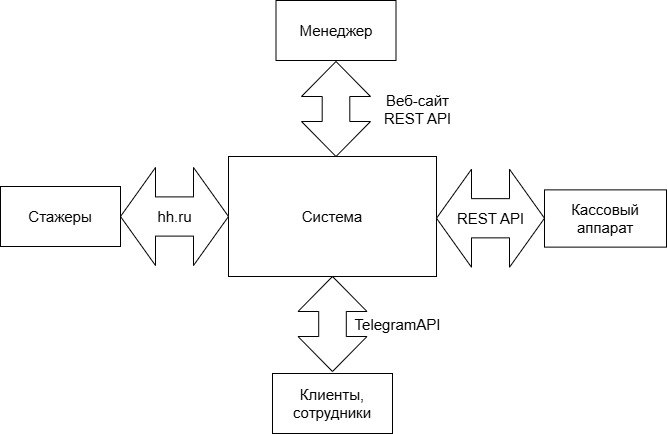 Менеджер
Веб-сайт
REST API
Стажеры
hh.ru
Система
REST API
Кассовый
аппарат
TelegramAPI
Клиенты,
сотрудники